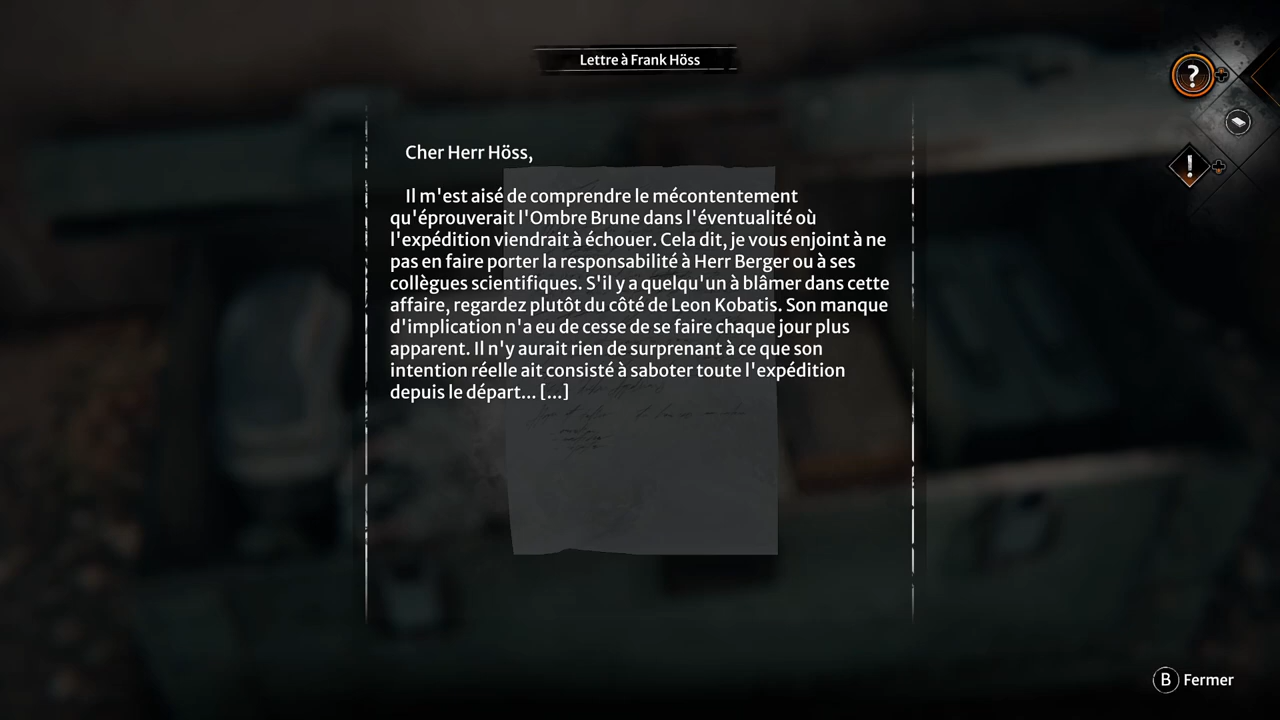 Lettre à Frank Höss
Cher Herr Höss,
Il m'est aisé de comprendre le mécontentement
qu'éprouverait l'Ombre Brune dans l'éventualité où
l'expédition viendrait à échouer. Cela dit, je vous enjoint à ne
pas en faire porter la responsabilité à Herr Berger ou à ses
collègues scientifiques. S'il y a quelqu'un à blâmer dans cette
affaire, regardez plutôt du côté de Leon Kobatis. Son manque
d'implication n'a eu de cesse de se faire chaque jour plus
apparent. Il n'y aurait rien de surprenant à ce que son
intention réelle ait consisté à saboter toute l'expédition
depuis le départ... [...]
B Fermer